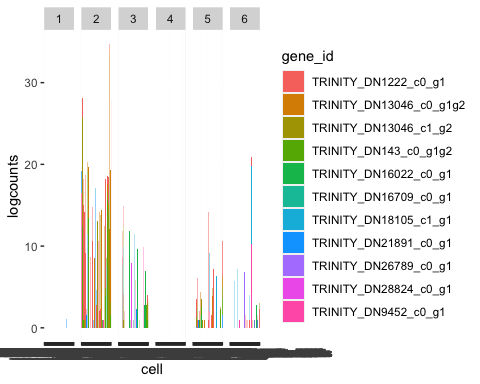 1 2 3 4 5 6
gene_id
TRINITY_DN1222_c0_g1
TRINITY_DN13046_c0_g1g2
TRINITY_DN13046_c1_g2
TRINITY_DN143_c0_g1g2
TRINITY_DN16022_c0_g1
TRINITY_DN16709_c0_g1
TRINITY_DN18105_c1_g1
TRINITY_DN21891_c0_g1
TRINITY_DN26789_c0_g1
TRINITY_DN28824_c0_g1
TRINITY_DN9452_c0_g1
30
20
10
0
logcounts
cell